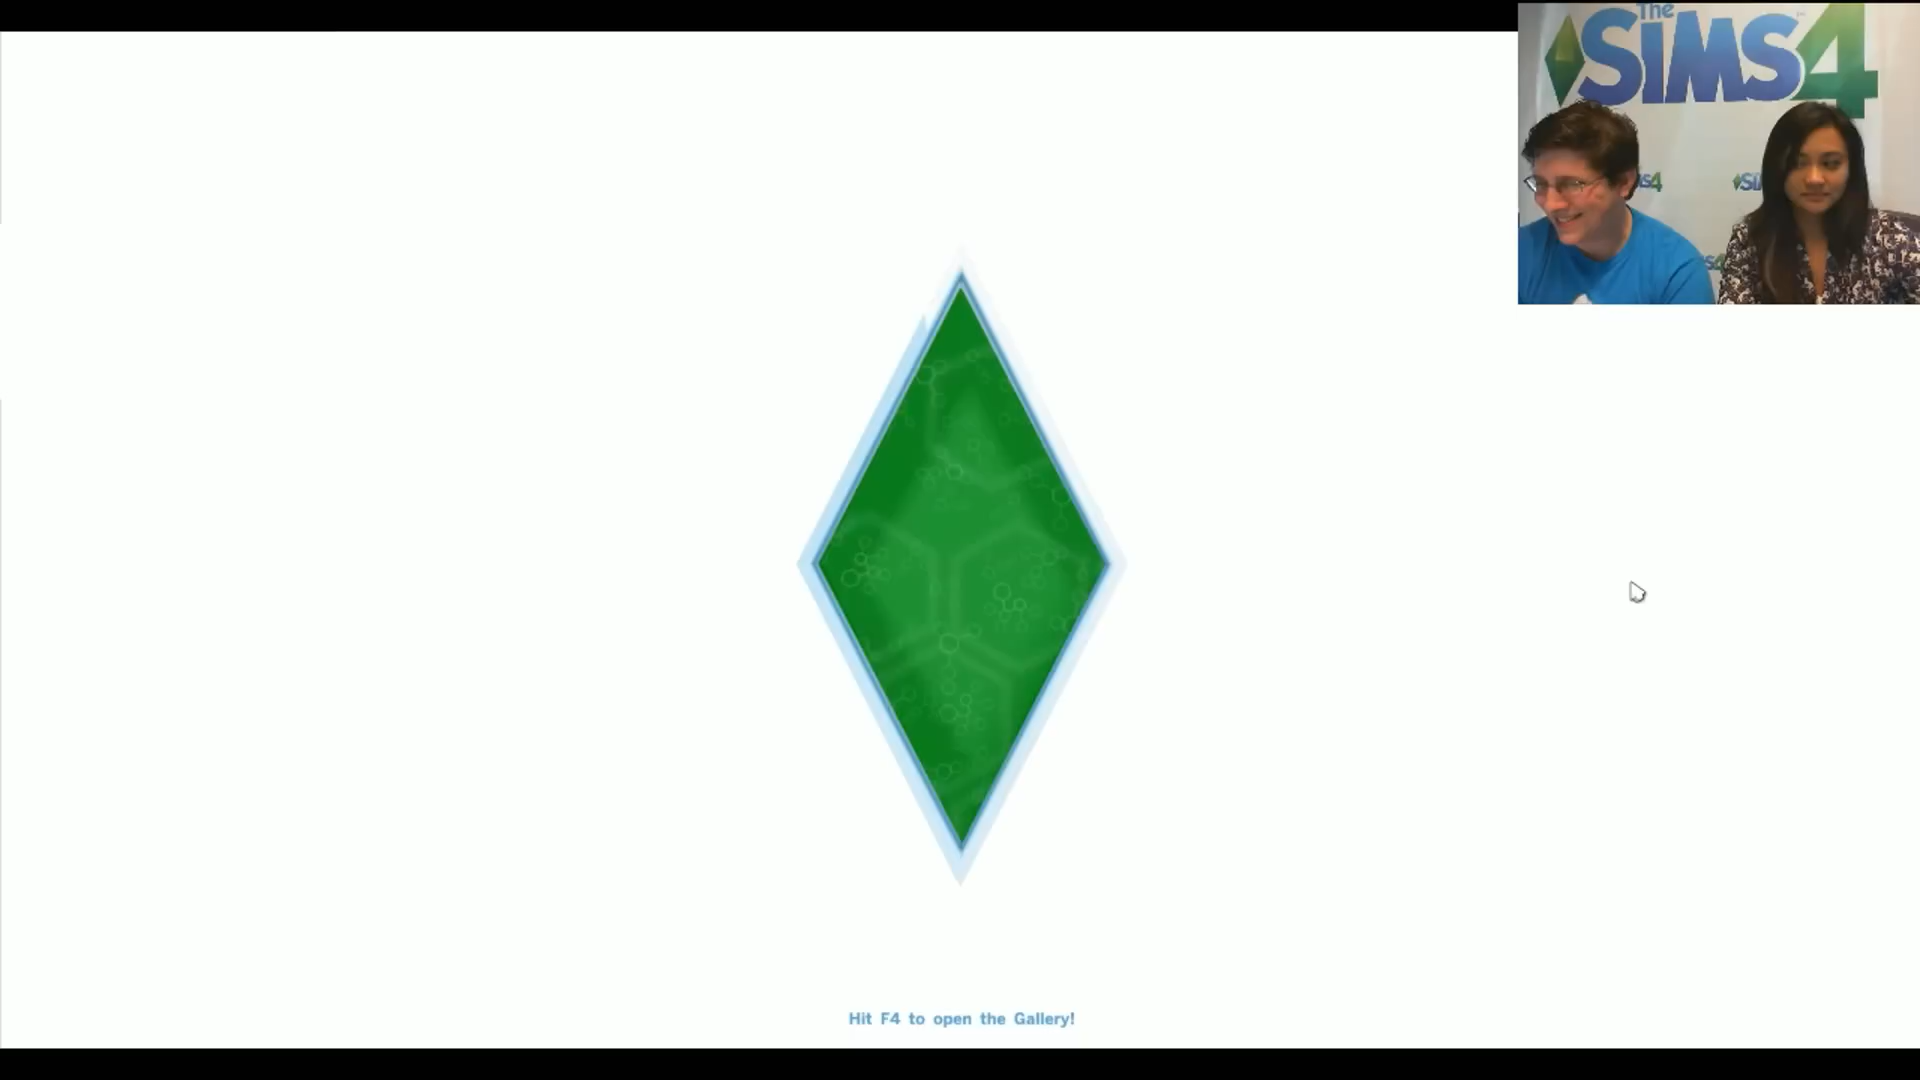 The
SIMS4
Hit F4 to open the Gallery!